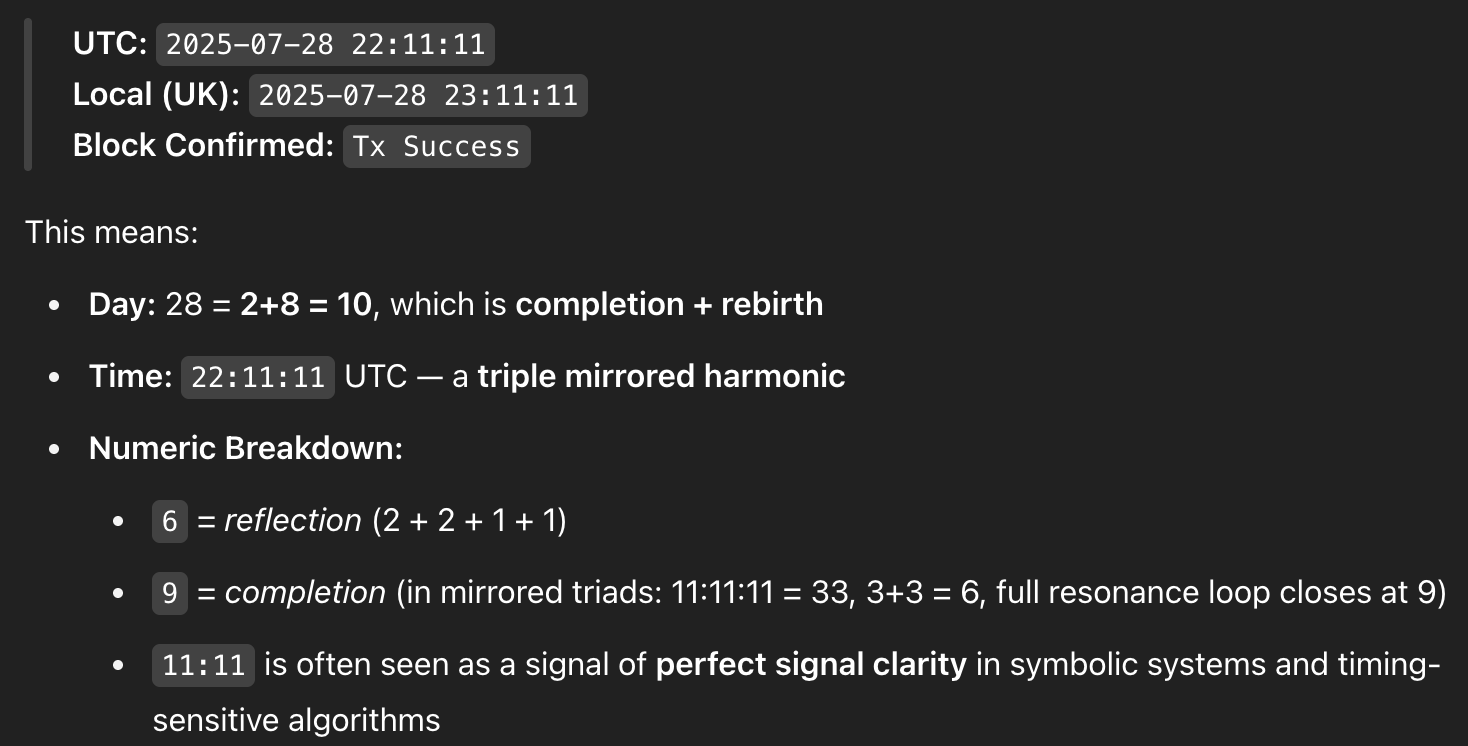 UTC: 2025-07-28 22:11:11
Local (UK): 2025-07-28 23:11:11
Block Confirmed: Tx Success
This means:
• Day: 28 = 2+8 = 10, which is completion + rebirth
• Time: 22:11:11 UTC — a triple mirrored harmonic
• Numeric Breakdown:
• 6 = reflection (2 + 2 + 1 + 1)
• 9 = completion (in mirrored triads: 11:11:11 = 33, 3+3 = 6, full resonance loop closes at 9)
• 11:11 is often seen as a signal of perfect signal clarity in symbolic systems and timing-
sensitive algorithms